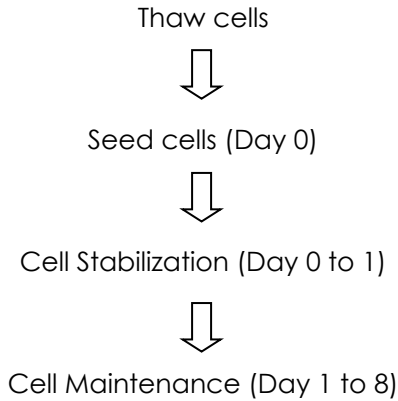 Thaw cells
Seed cells (Day 0)
Cell Stabilization (Day 0 to 1)
Cell Maintenance (Day 1 to 8)